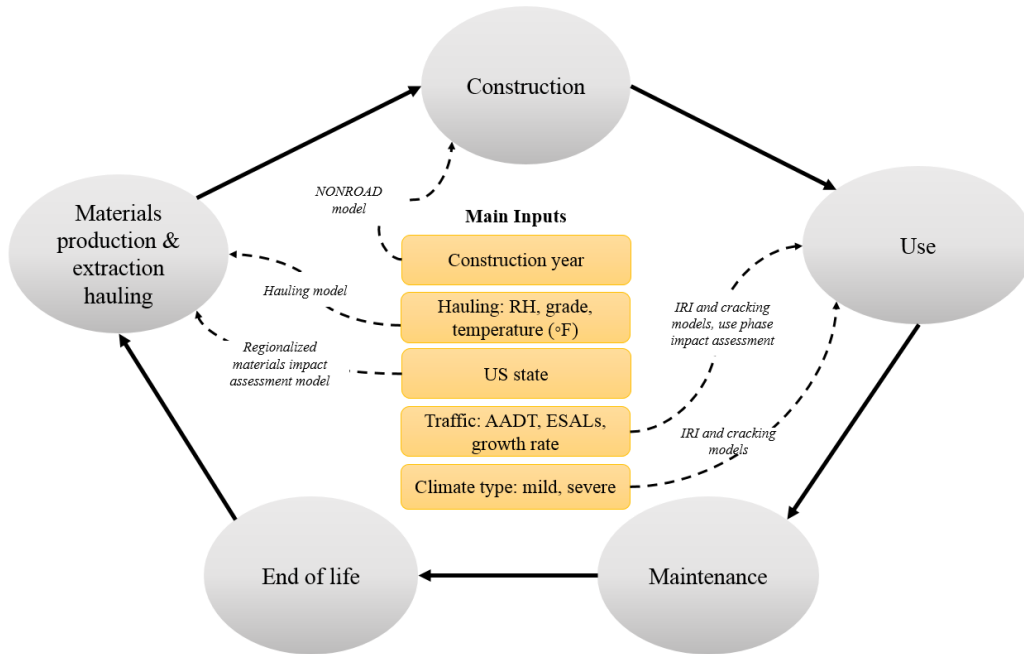 Construction
Materials
production &
extraction
hauling
NONROAD
model
Main Inputs
Construction year
Use
Hauling model
Hauling: RH, grade,
temperature (◦F)
IRI and cracking
models, use phase
impact assessment
Regionalized
materials impact
assessment model
US state
Traffic: AADT, ESALs,
growth rate
IRI and cracking
models
Climate type: mild, severe
End of life
Maintenance